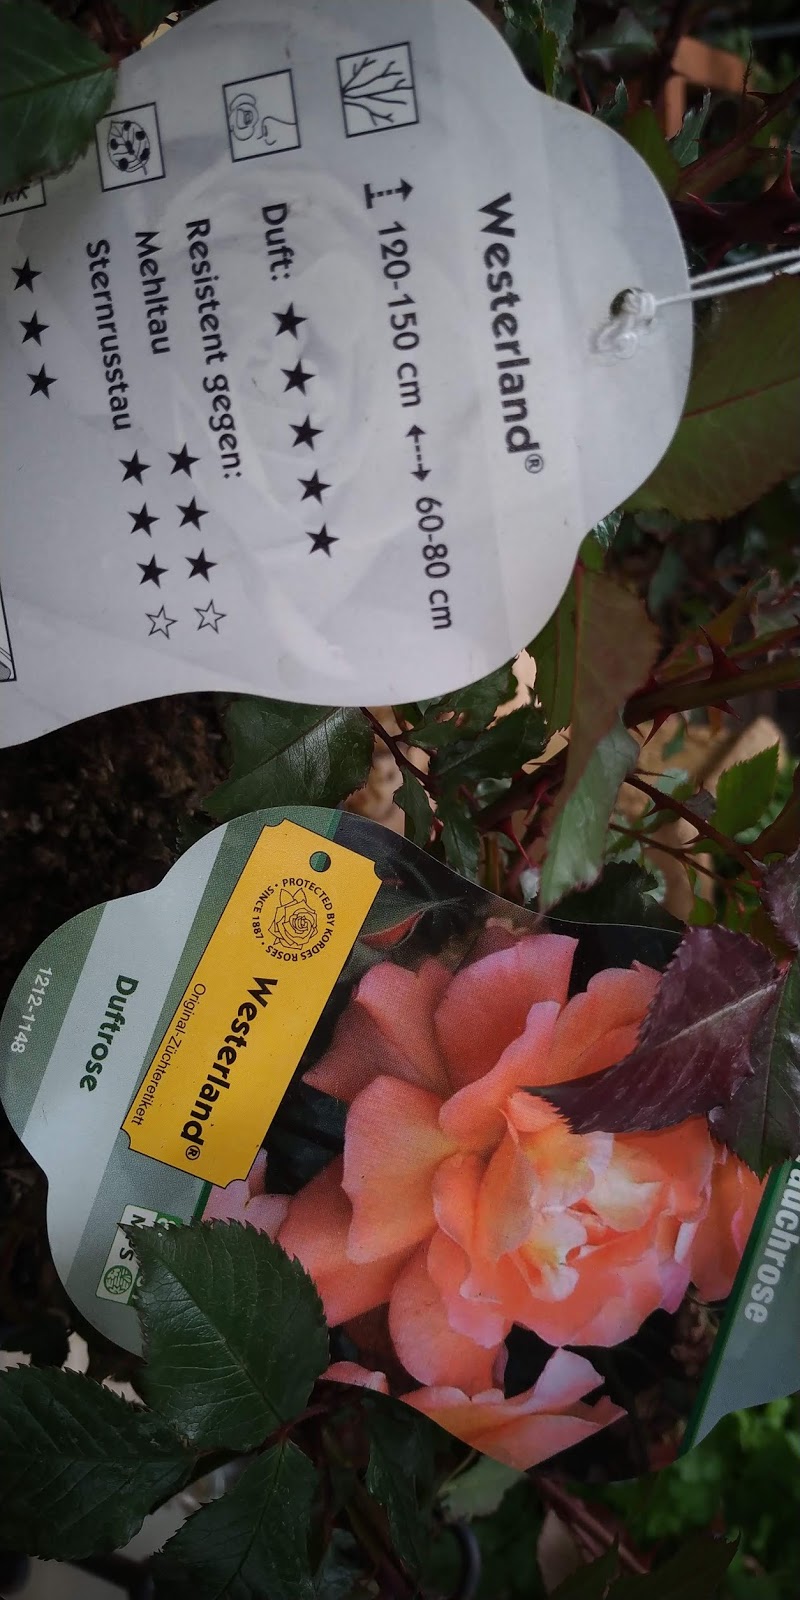 Westerland®
120-150 cm 60-80 cm
Duft: ★ ★ ★ ★ ★
Resistent gegen:
Mehltau ★ ★ ★ ☆
Sternrusstau ★ ★ ★ ☆
★ ★ ★
PROTECTED BY KORDES ROSES • SINCE 1887 •
Westerland®
Original-Züchteretikett
Duftrose
1212-1148